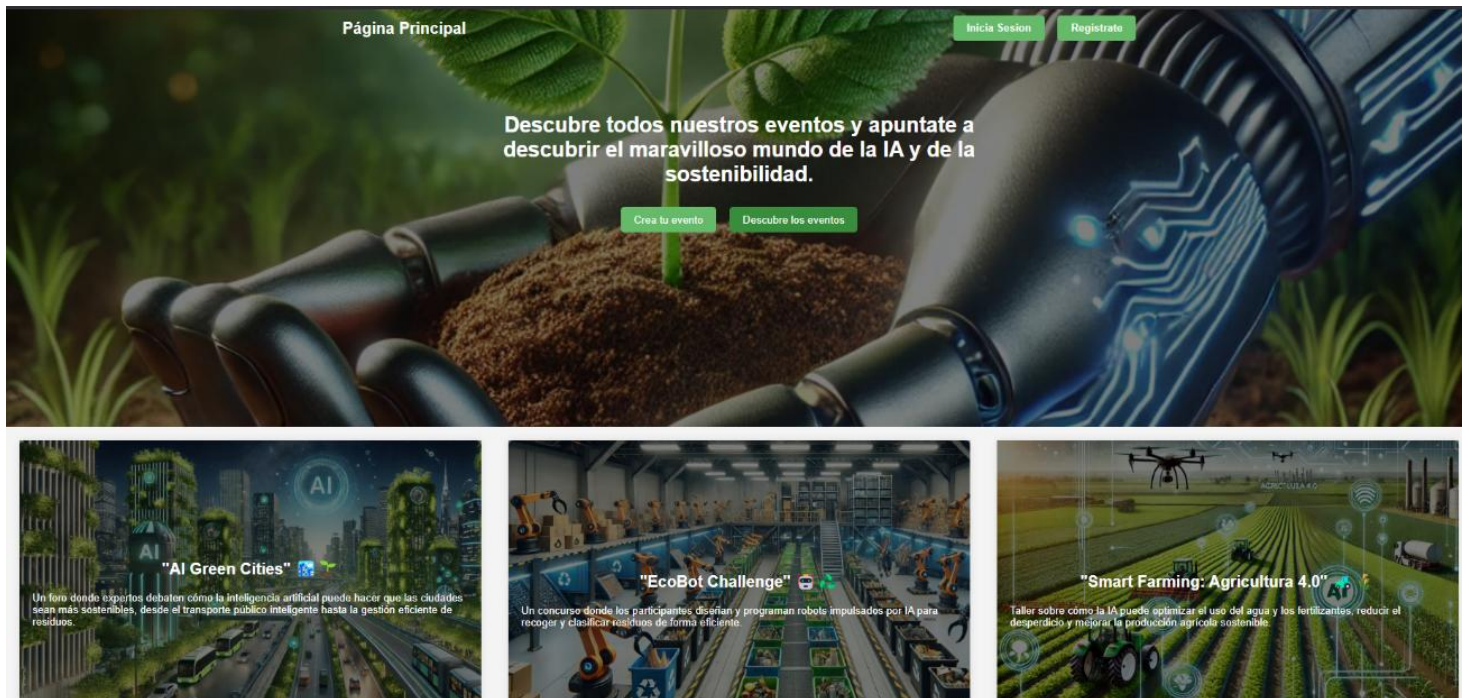 Página Principal
Inicia Sesion
Registrate
Descubre todos nuestros eventos y apuntate a
descubrir el maravilloso mundo de la IA y de la
sostenibilidad.
Crea tu evento
Descubre los eventos
AI
AI
"AI Green Cities" 🌍🌱
Un foro donde expertos debaten cómo la inteligencia artificial puede hacer que las ciudades
sean más sostenibles, desde el transporte público inteligente hasta la gestión eficiente de
residuos.
"EcoBot Challenge" 🤖♻️
Un concurso donde los participantes diseñan y programan robots impulsados por IA para
recoger y clasificar residuos de forma eficiente.
"Smart Farming: Agricultura 4.0" 🚜🌾
Taller sobre cómo la IA puede optimizar el uso del agua y los fertilizantes, reducir el
desperdicio y mejorar la producción agrícola sostenible.